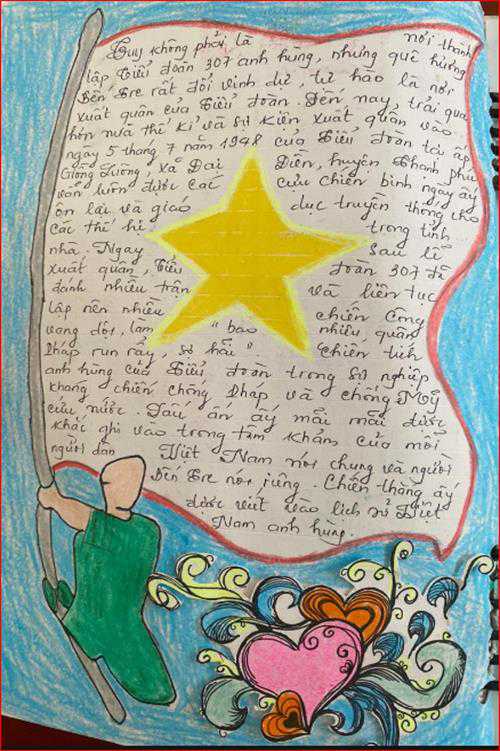 Tuy không phải là nơi thành
lập Tiểu đoàn 307 anh hùng, nhưng quê hương
Bến Tre rất đỗi vinh dự, tự hào là nơi
xuất quân của Tiểu đoàn. Đến nay, trải qua
hơn nửa thế kỉ và sự kiện xuất quân vào
ngày 5 tháng 7 năm 1948 của Tiểu đoàn tại ấp
Giồng Luông, xã Đại Điền, huyện Thạnh Phú
vẫn luôn được các cựu chiến binh ngày ấy
ôn lại và giáo dục truyền thống cho
các thế hệ trong tỉnh
nhà. Ngay sau lễ
xuất quân, Tiểu đoàn 307 đã
đánh nhiều trận và liên tục
lập nên nhiều chiến công
vang dội, làm "bao nhiêu quân
Pháp run rẩy, sợ hãi" chiến tích
anh hùng của Tiểu đoàn trong sự nghiệp
kháng chiến chống Pháp và chống Mỹ
cứu nước. Dấu ấn ấy mãi mãi được
khắc ghi vào trong tâm khảm của mỗi
người dân Việt Nam nói chung và người
Bến Tre nói riêng. Chiến thắng ấy
được viết vào lịch sử Việt
Nam anh hùng.